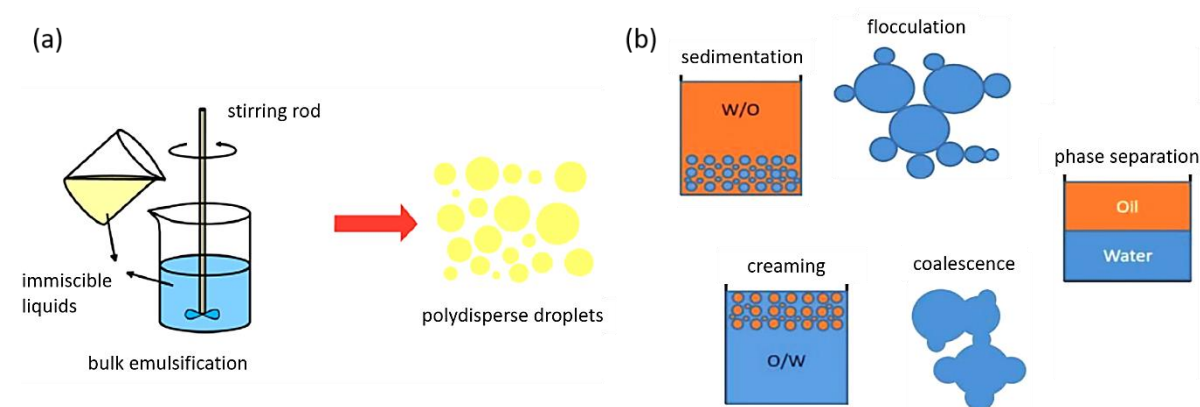 (a)
stirring rod
immiscible
liquids
bulk emulsification
polydisperse droplets
(b)
sedimentation
W/O
flocculation
creaming
O/W
coalescence
phase separation
Oil
Water